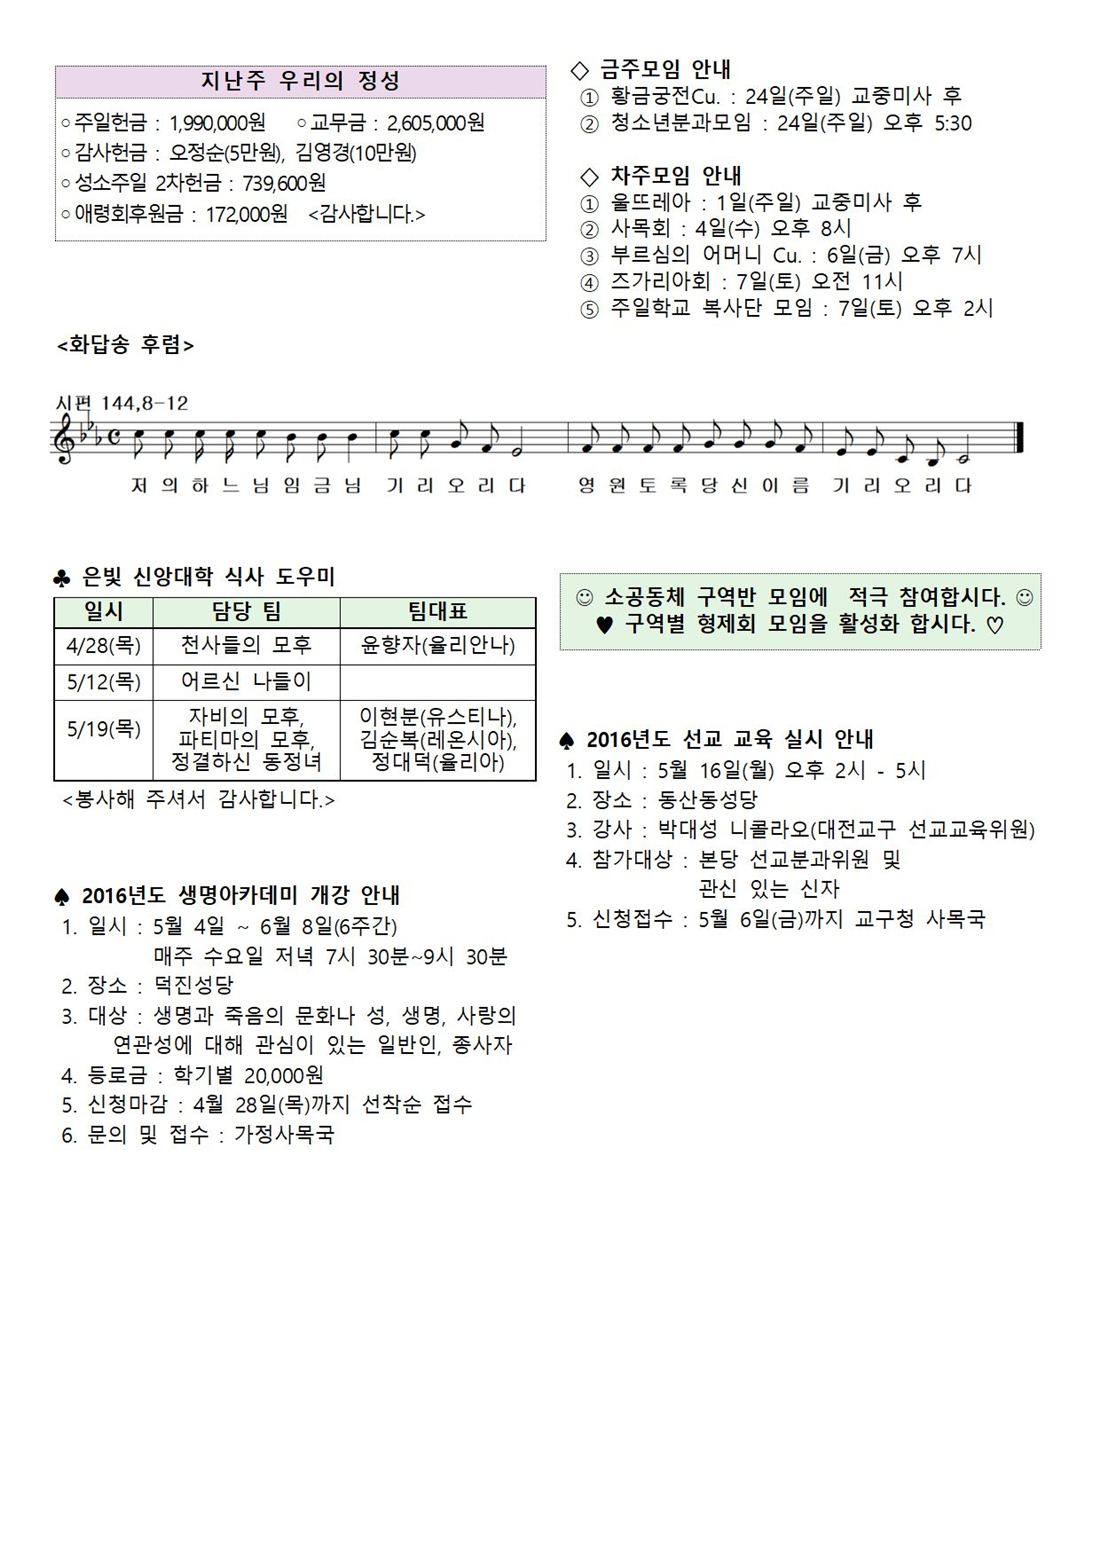 지난주 우리의 정성
○ 주일헌금 : 1,990,000원 ○ 교무금 : 2,605,000원
○ 감사헌금 : 오정순(5만원), 김영경(10만원)
○ 성소주일 2차헌금 : 739,600원
○ 애령회후원금 : 172,000원 <감사합니다.>
◇ 금주모임 안내
① 황금궁전Cu. : 24일(주일) 교중미사 후
② 청소년분과모임 : 24일(주일) 오후 5:30
◇ 차주모임 안내
① 울뜨레아 : 1일(주일) 교중미사 후
② 사목회 : 4일(수) 오후 8시
③ 부르심의 어머니 Cu. : 6일(금) 오후 7시
④ 즈가리아회 : 7일(토) 오전 11시
⑤ 주일학교 복사단 모임 : 7일(토) 오후 2시
<화답송 후렴>
시편 144,8-12
저 의 하 느 님 임 금 님 기 리 오 리 다 영 원 토 록 당 신 이 름 기 리 오 리 다
♣ 은빛 신앙대학 식사 도우미
일시 담당 팀 팀대표
4/28(목) 천사들의 모후 윤향자(율리안나)
5/12(목) 어르신 나들이
5/19(목) 자비의 모후, 이현분(유스티나),
파티마의 모후, 김순복(레온시아),
정결하신 동정녀 정대덕(율리아)
<봉사해 주셔서 감사합니다.>
♠ 2016년도 생명아카데미 개강 안내
1. 일시 : 5월 4일 ~ 6월 8일(6주간)
매주 수요일 저녁 7시 30분~9시 30분
2. 장소 : 덕진성당
3. 대상 : 생명과 죽음의 문화나 성, 생명, 사랑의
연관성에 대해 관심이 있는 일반인, 종사자
4. 등로금 : 학기별 20,000원
5. 신청마감 : 4월 28일(목)까지 선착순 접수
6. 문의 및 접수 : 가정사목국
☺ 소공동체 구역반 모임에 적극 참여합시다. ☺
♥ 구역별 형제회 모임을 활성화 합시다. ♡
♠ 2016년도 선교 교육 실시 안내
1. 일시 : 5월 16일(월) 오후 2시 - 5시
2. 장소 : 동산동성당
3. 강사 : 박대성 니콜라오(대전교구 선교교육위원)
4. 참가대상 : 본당 선교분과위원 및
관신 있는 신자
5. 신청접수 : 5월 6일(금)까지 교구청 사목국